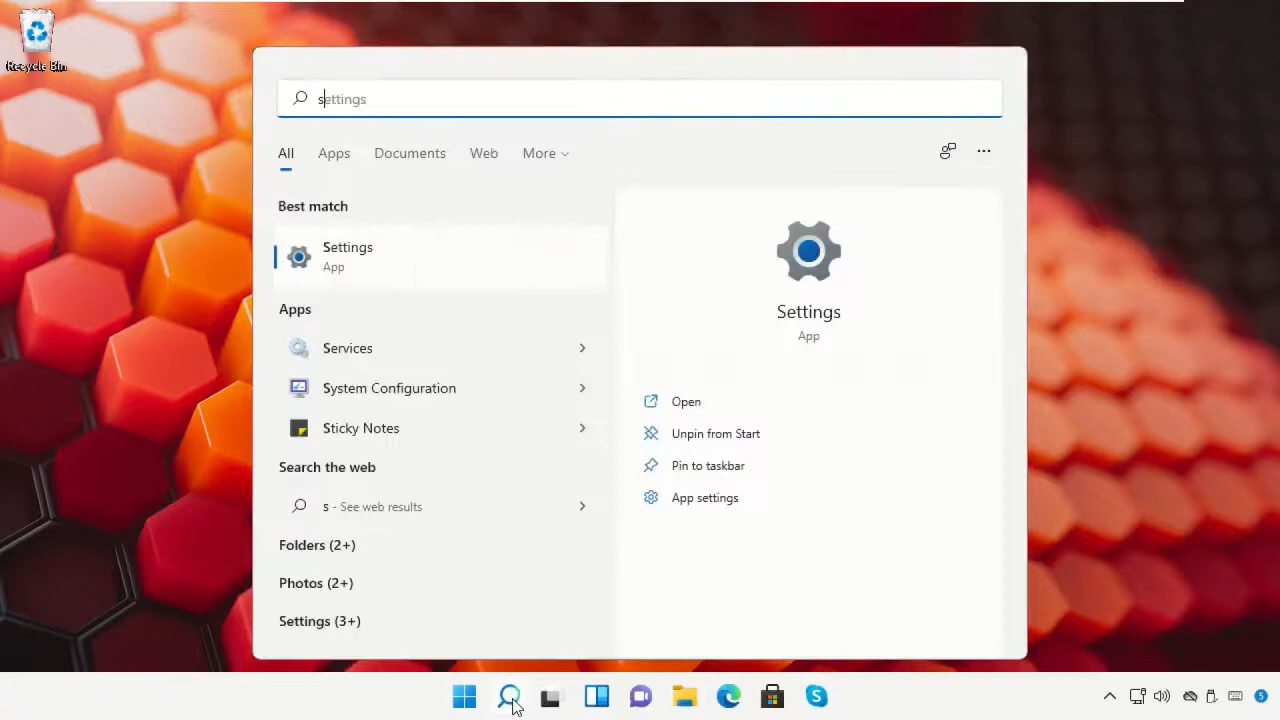 Recycle Bin
settings
All Apps Documents Web More
Best match
Settings
App
Apps
Services
System Configuration
Sticky Notes
Search the web
s - See web results
Folders (2+)
Photos (2+)
Settings (3+)
Settings
App
Open
Unpin from Start
Pin to taskbar
App settings
5